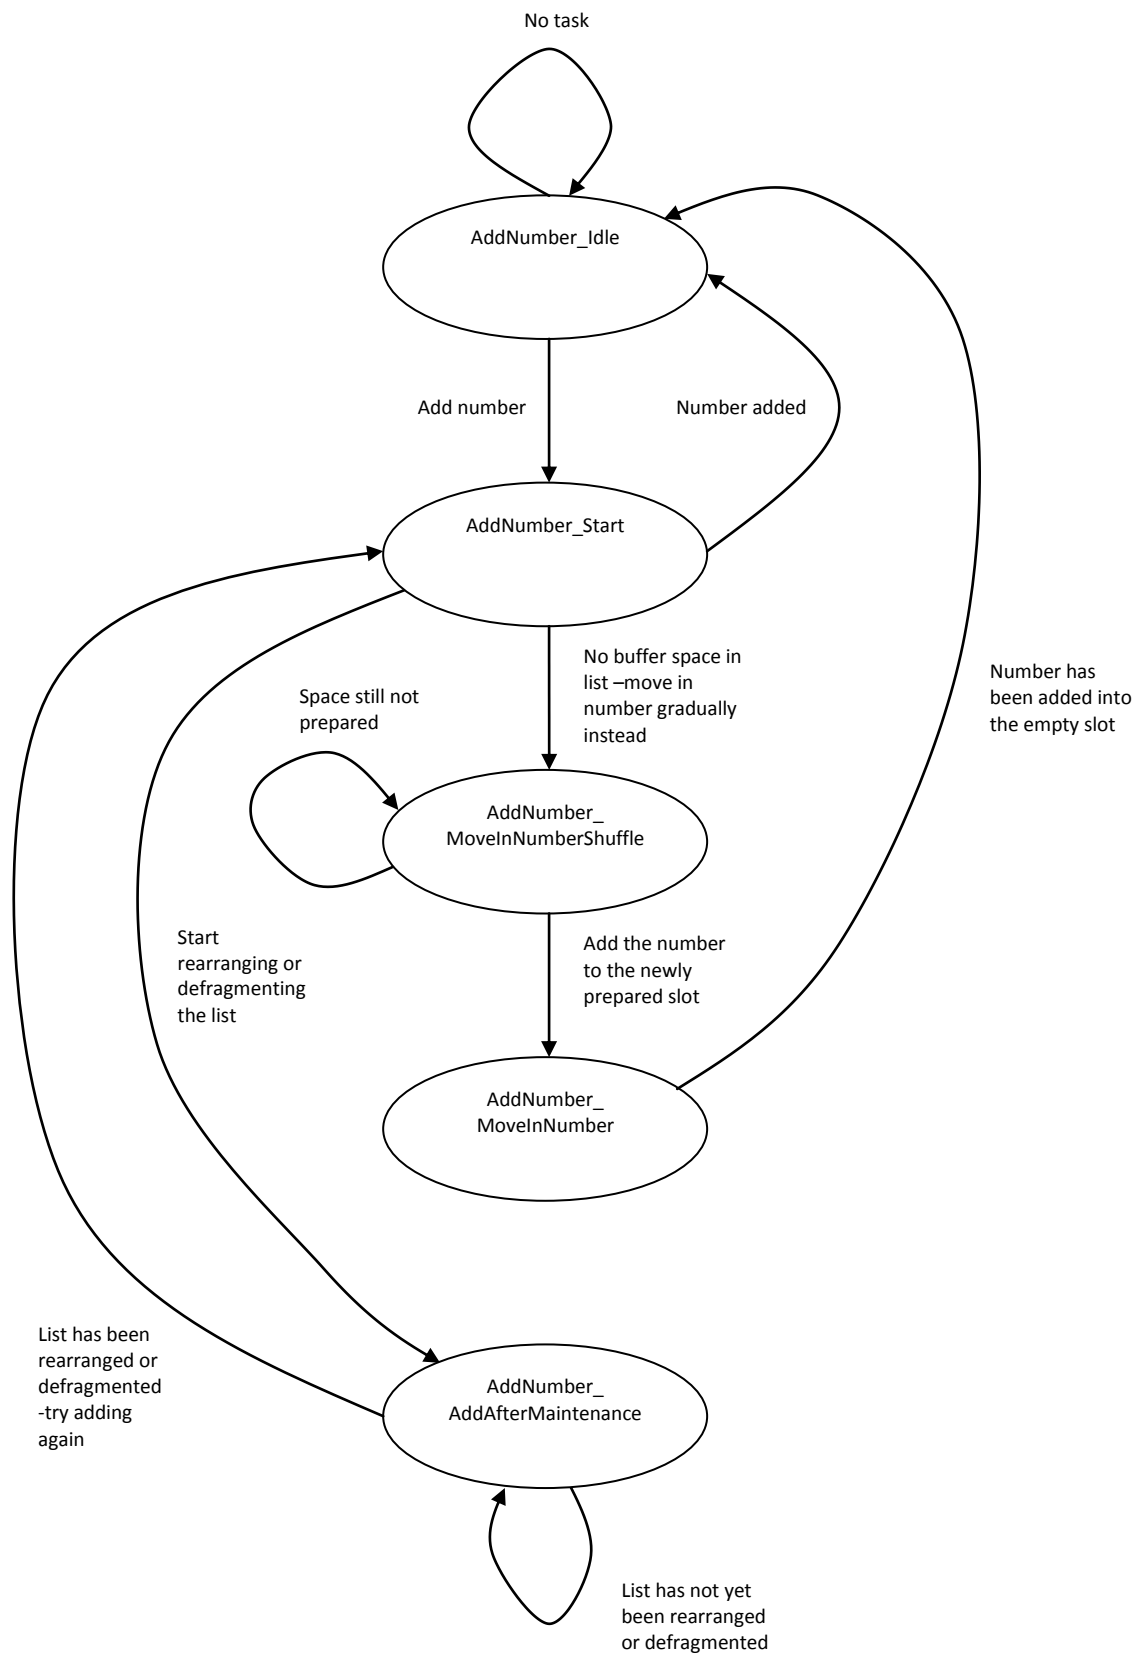 No task
AddNumber_Idle
Add number
Number added
AddNumber_Start
No buffer space in
list –move in
number gradually
instead
Space still not
prepared
Number has
been added into
the empty slot
AddNumber_
MoveInNumberShuffle
Start
rearranging or
defragmenting
the list
Add the number
to the newly
prepared slot
AddNumber_
MoveInNumber
List has been
rearranged or
defragmented
-try adding
again
AddNumber_
AddAfterMaintenance
List has not yet
been rearranged
or defragmented